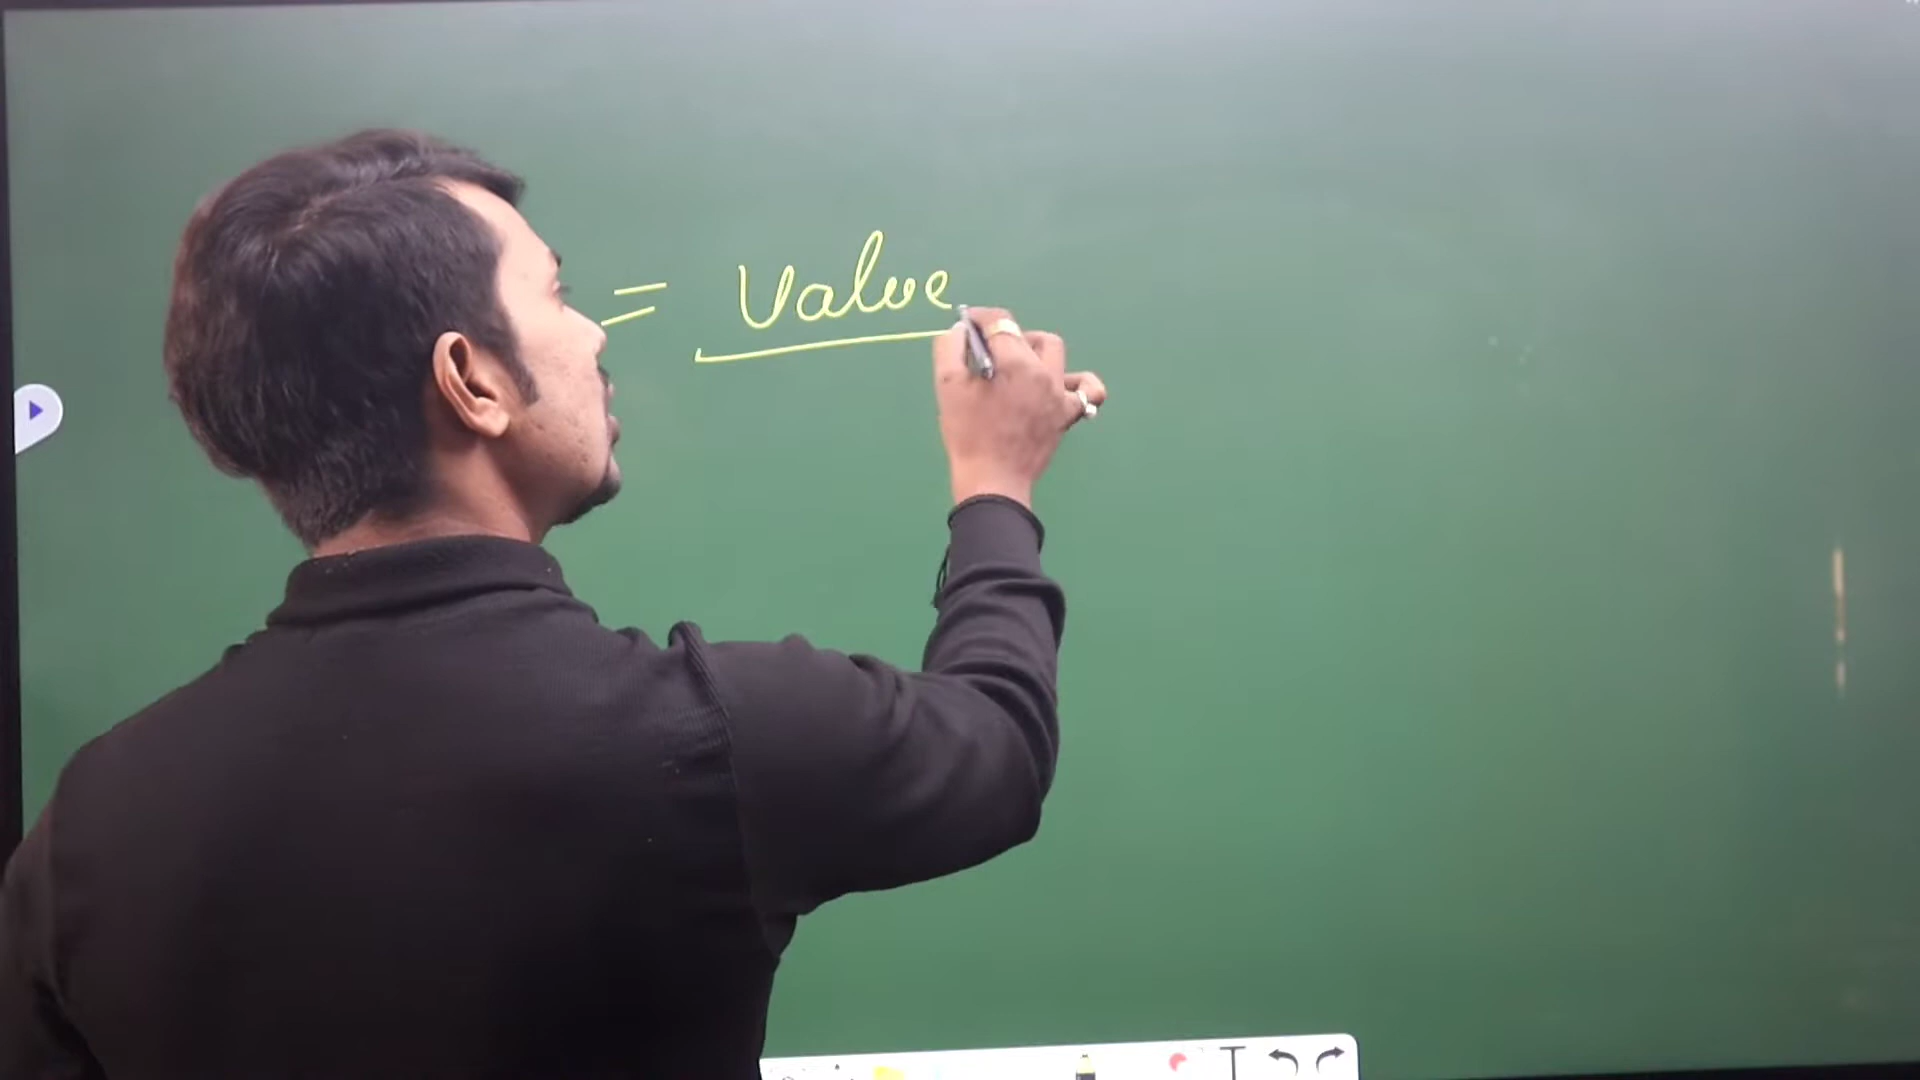 = Value
T